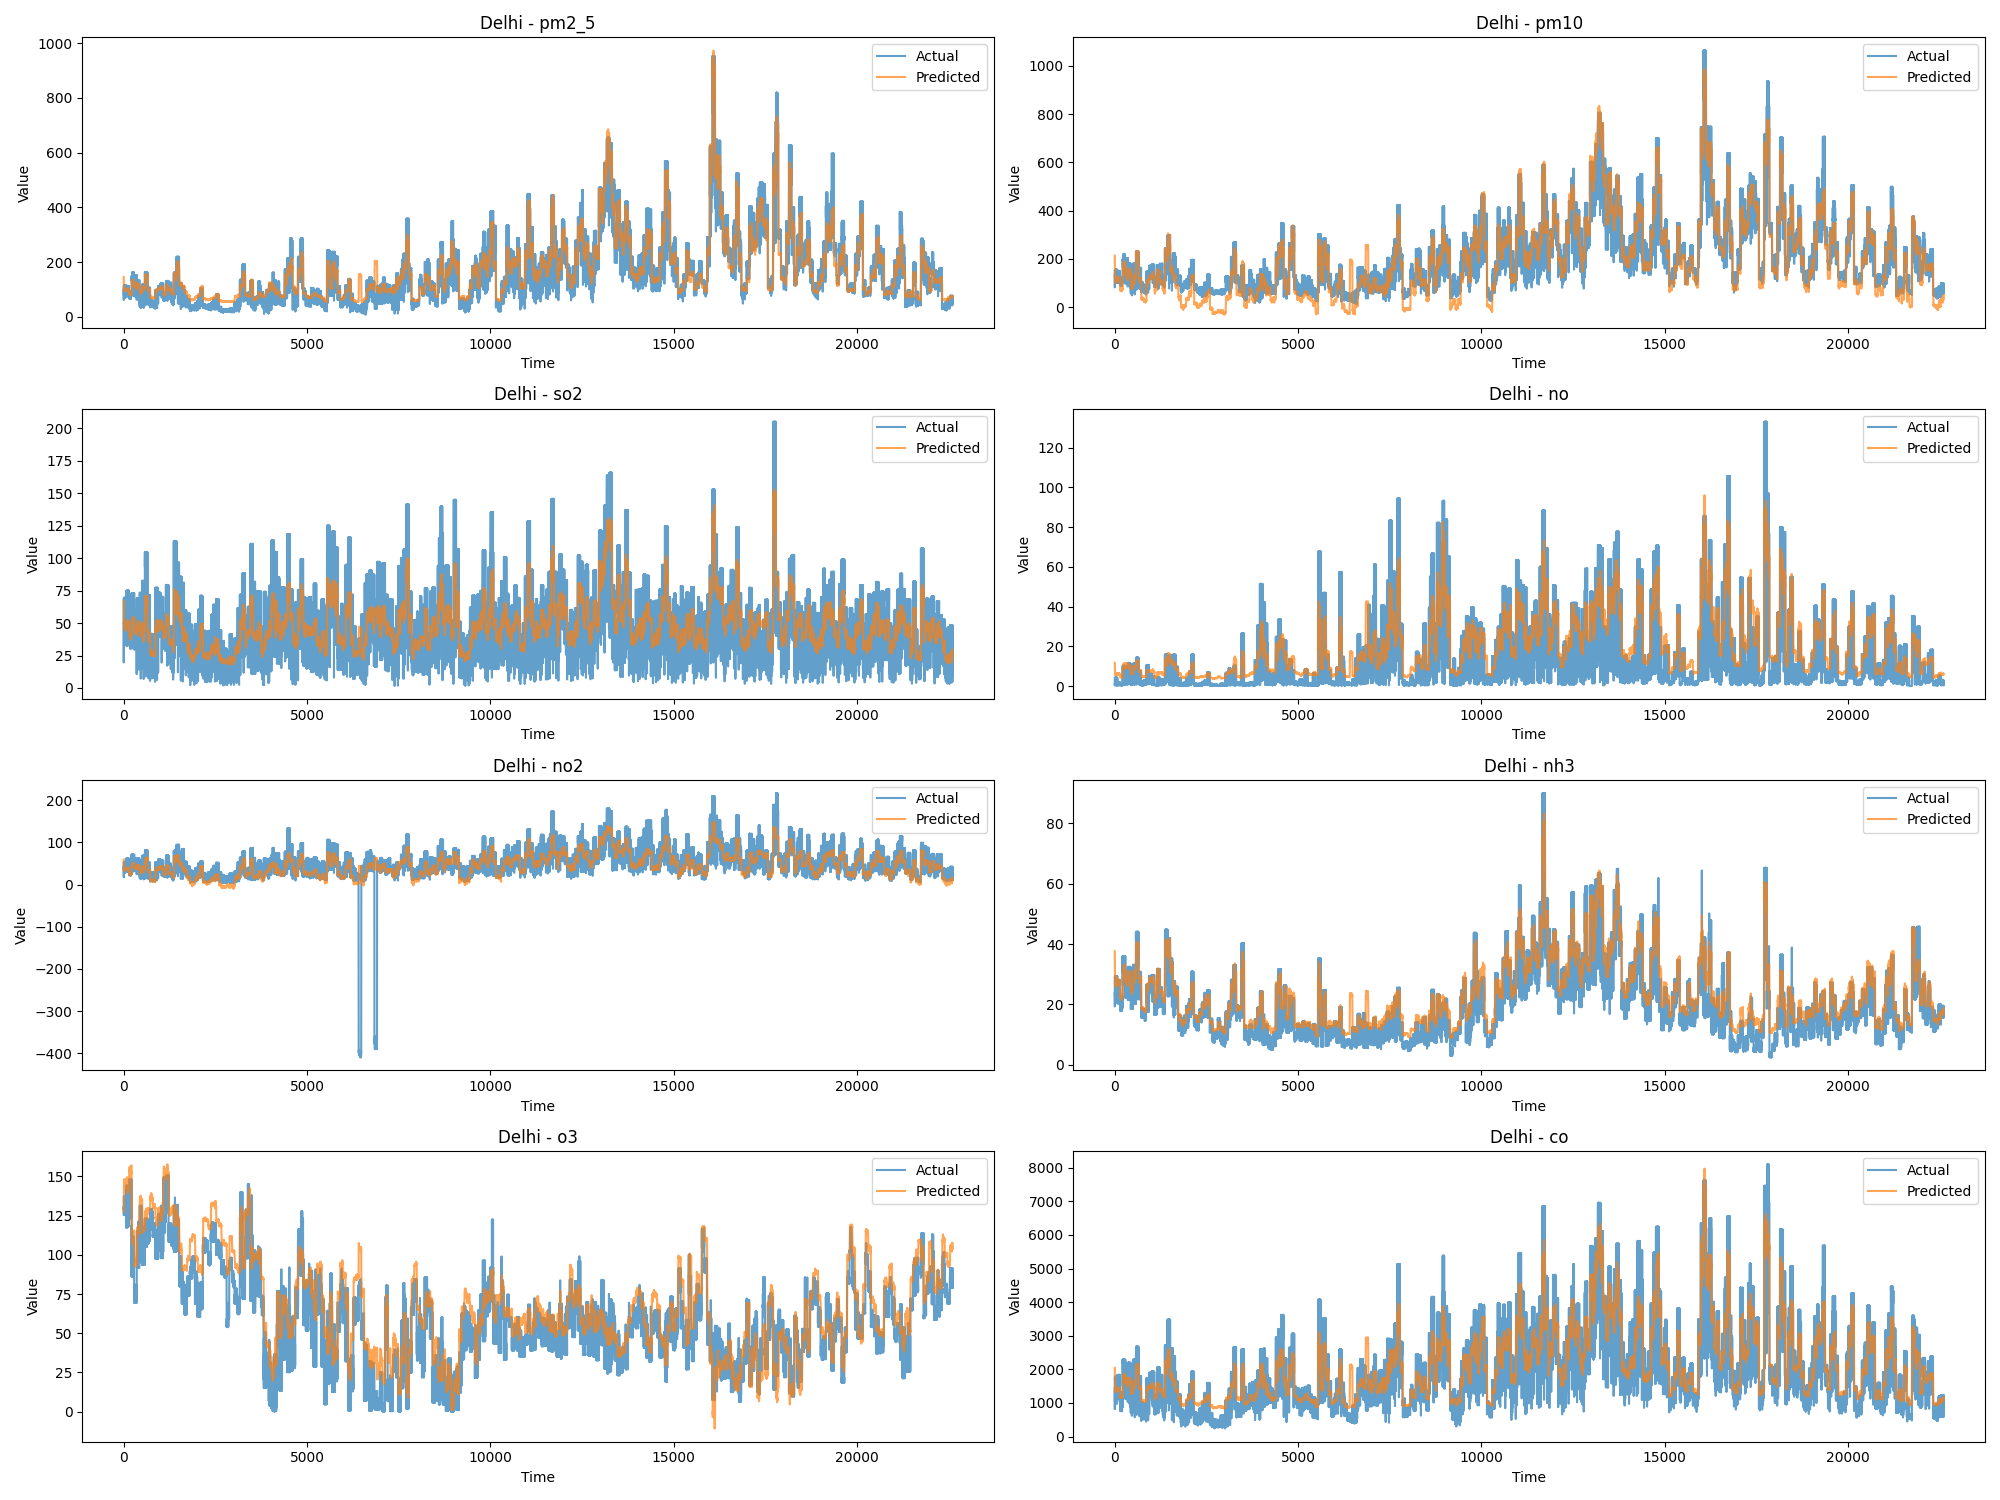 Delhi - pm2_5
Value
1000
800
600
400
200
0
0 5000 10000 15000 20000
Time
Actual
Predicted
Delhi - pm10
Value
1000
800
600
400
200
0
0 5000 10000 15000 20000
Time
Actual
Predicted
Delhi - so2
Value
200
175
150
125
100
75
50
25
0
0 5000 10000 15000 20000
Time
Actual
Predicted
Delhi - no
Value
120
100
80
60
40
20
0
0 5000 10000 15000 20000
Time
Actual
Predicted
Delhi - no2
Value
200
100
0
−100
−200
−300
−400
0 5000 10000 15000 20000
Time
Actual
Predicted
Delhi - nh3
Value
80
60
40
20
0
0 5000 10000 15000 20000
Time
Actual
Predicted
Delhi - o3
Value
150
125
100
75
50
25
0
0 5000 10000 15000 20000
Time
Actual
Predicted
Delhi - co
Value
8000
7000
6000
5000
4000
3000
2000
1000
0
0 5000 10000 15000 20000
Time
Actual
Predicted